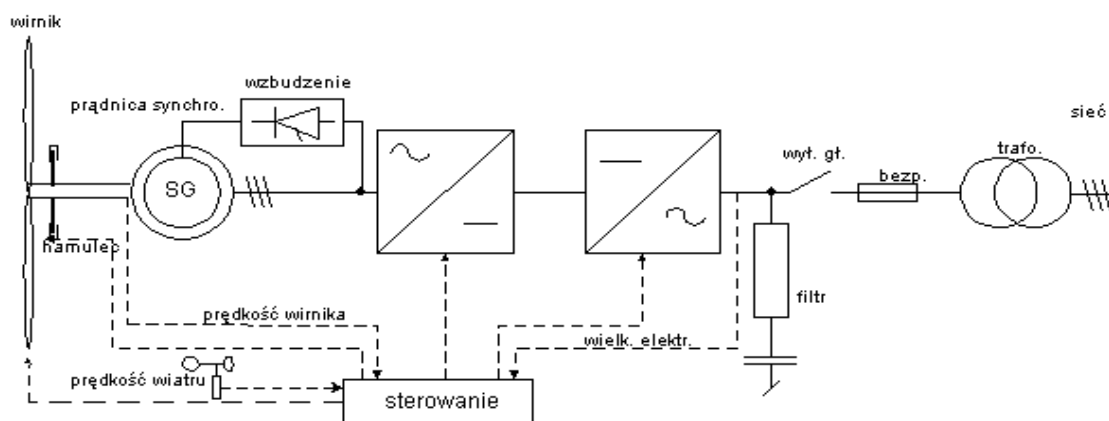 wirnik
wzbudzenie
prądnica synchro.
sieć
trafo.
wył. gł.
bezp.
SG
hamulec
filtr
prędkość wirnika
wielk. elektr.
prędkość wiatru
sterowanie